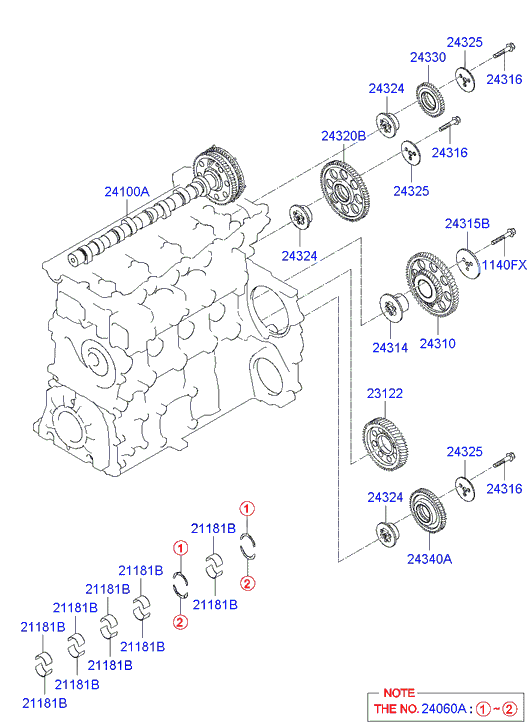 24325
24330
24316
24324
24320B
24316
24100A
24325
24315B
24324
1140FX
24314
24310
23122
24325
24324
24316
21181B
①
①
21181B
24340A
②
21181B
21181B
21181B
②
21181B
21181B
21181B
21181B
21181B
21181B
NOTE
THE NO.24060A : ①~②